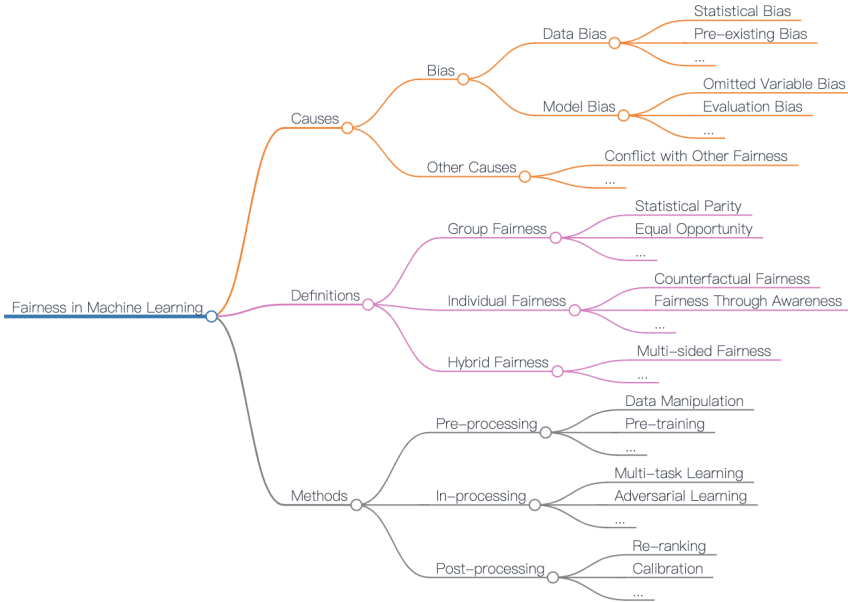 Statistical Bias
Data Bias
Pre-existing Bias
...
Bias
Omitted Variable Bias
Model Bias
Evaluation Bias
...
Causes
Conflict with Other Fairness
Other Causes
...
Statistical Parity
Group Fairness
Equal Opportunity
...
Counterfactual Fairness
Definitions
Individual Fairness
Fairness Through Awareness
Fairness in Machine Learning
...
Multi-sided Fairness
Hybrid Fairness
...
Data Manipulation
Pre-processing
Pre-training
...
Multi-task Learning
Methods
In-processing
Adversarial Learning
...
Re-ranking
Post-processing
Calibration
...